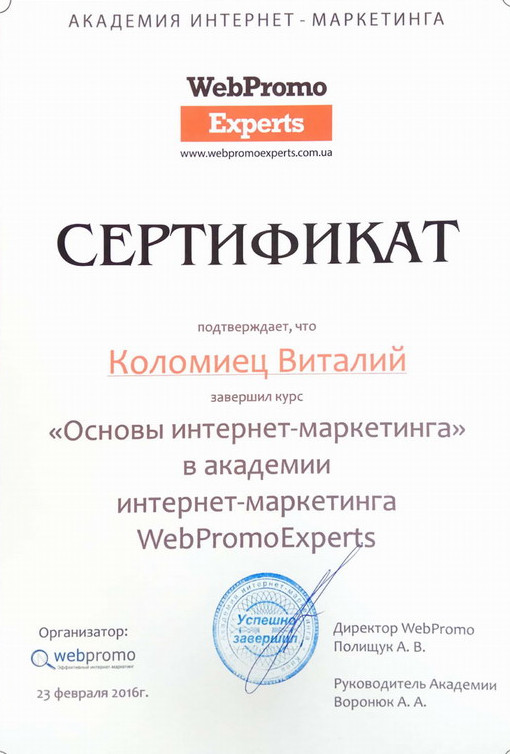 АКАДЕМИЯ ИНТЕРНЕТ - МАРКЕТИНГА
WebPromo
Experts
www.webpromoexperts.com.ua
СЕРТИФИКАТ
подтверждает, что
Коломиец Виталий
завершил курс
«Основы интернет-маркетинга»
в академии
интернет-маркетинга
WebPromoExperts
Успешно
завершил
Организатор:
webpromo
Эффективный интернет-маркетинг
23 февраля 2016г.
Директор WebPromo
Полищук А. В.
Руководитель Академии
Воронюк А. А.